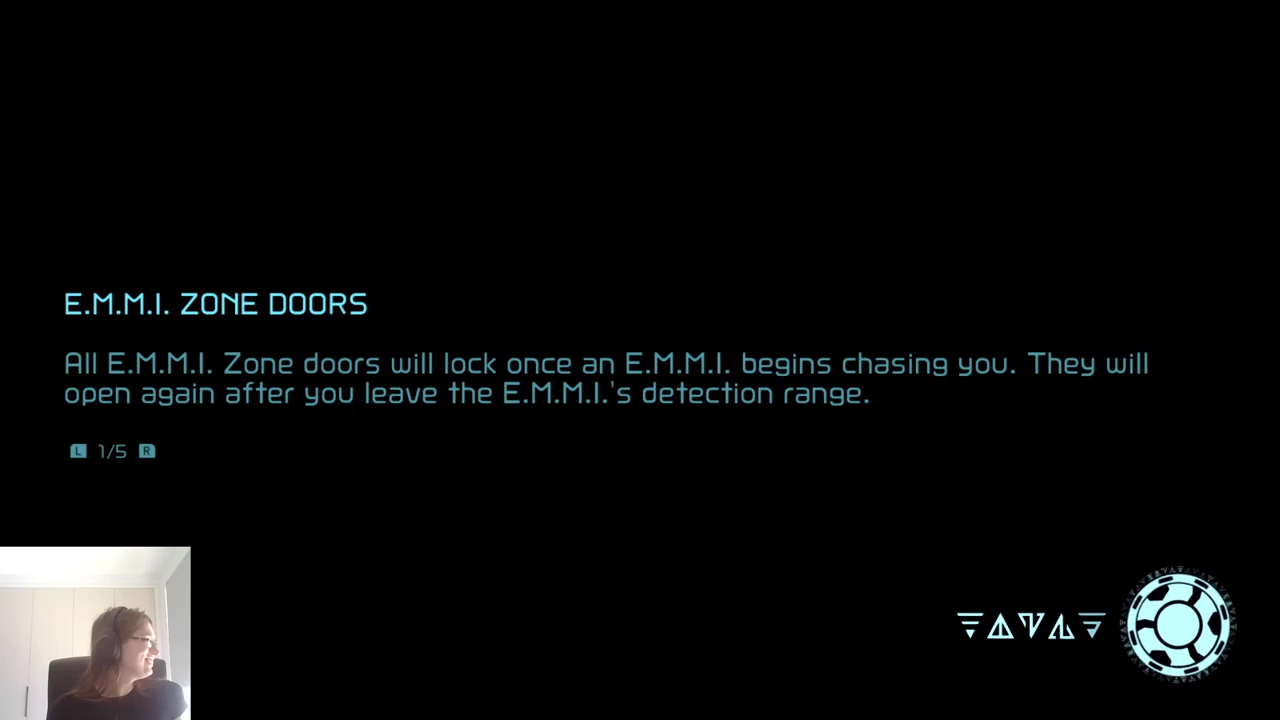 E.M.M.I. ZONE DOORS
All E.M.M.I. Zone doors will lock once an E.M.M.I. begins chasing you. They will
open again after you leave the E.M.M.I.'s detection range.
L 1/5 R